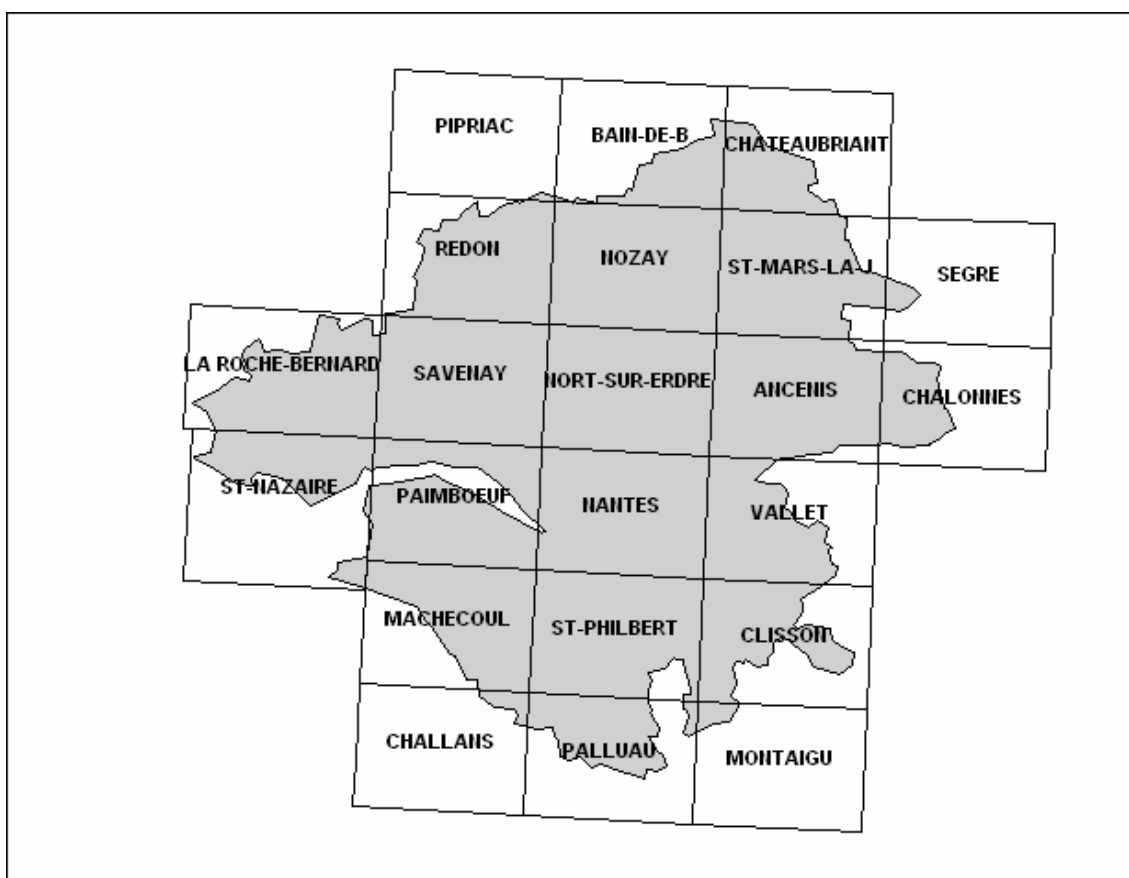 PIPRIAC
BAIN-DE-B
CHATEAUBRIANT
REDON
NOZAY
ST-MARS-LA-J
SEGRE
LA ROCHE-BERNARD
SAVENAY
NORT-SUR-ERDRE
ANCENIS
CHALONNES
ST-NAZAIRE
PAIMBOEUF
NANTES
VALLET
MACHECOUL
ST-PHILBERT
CLISSON
CHALLANS
PALLUAU
MONTAIGU